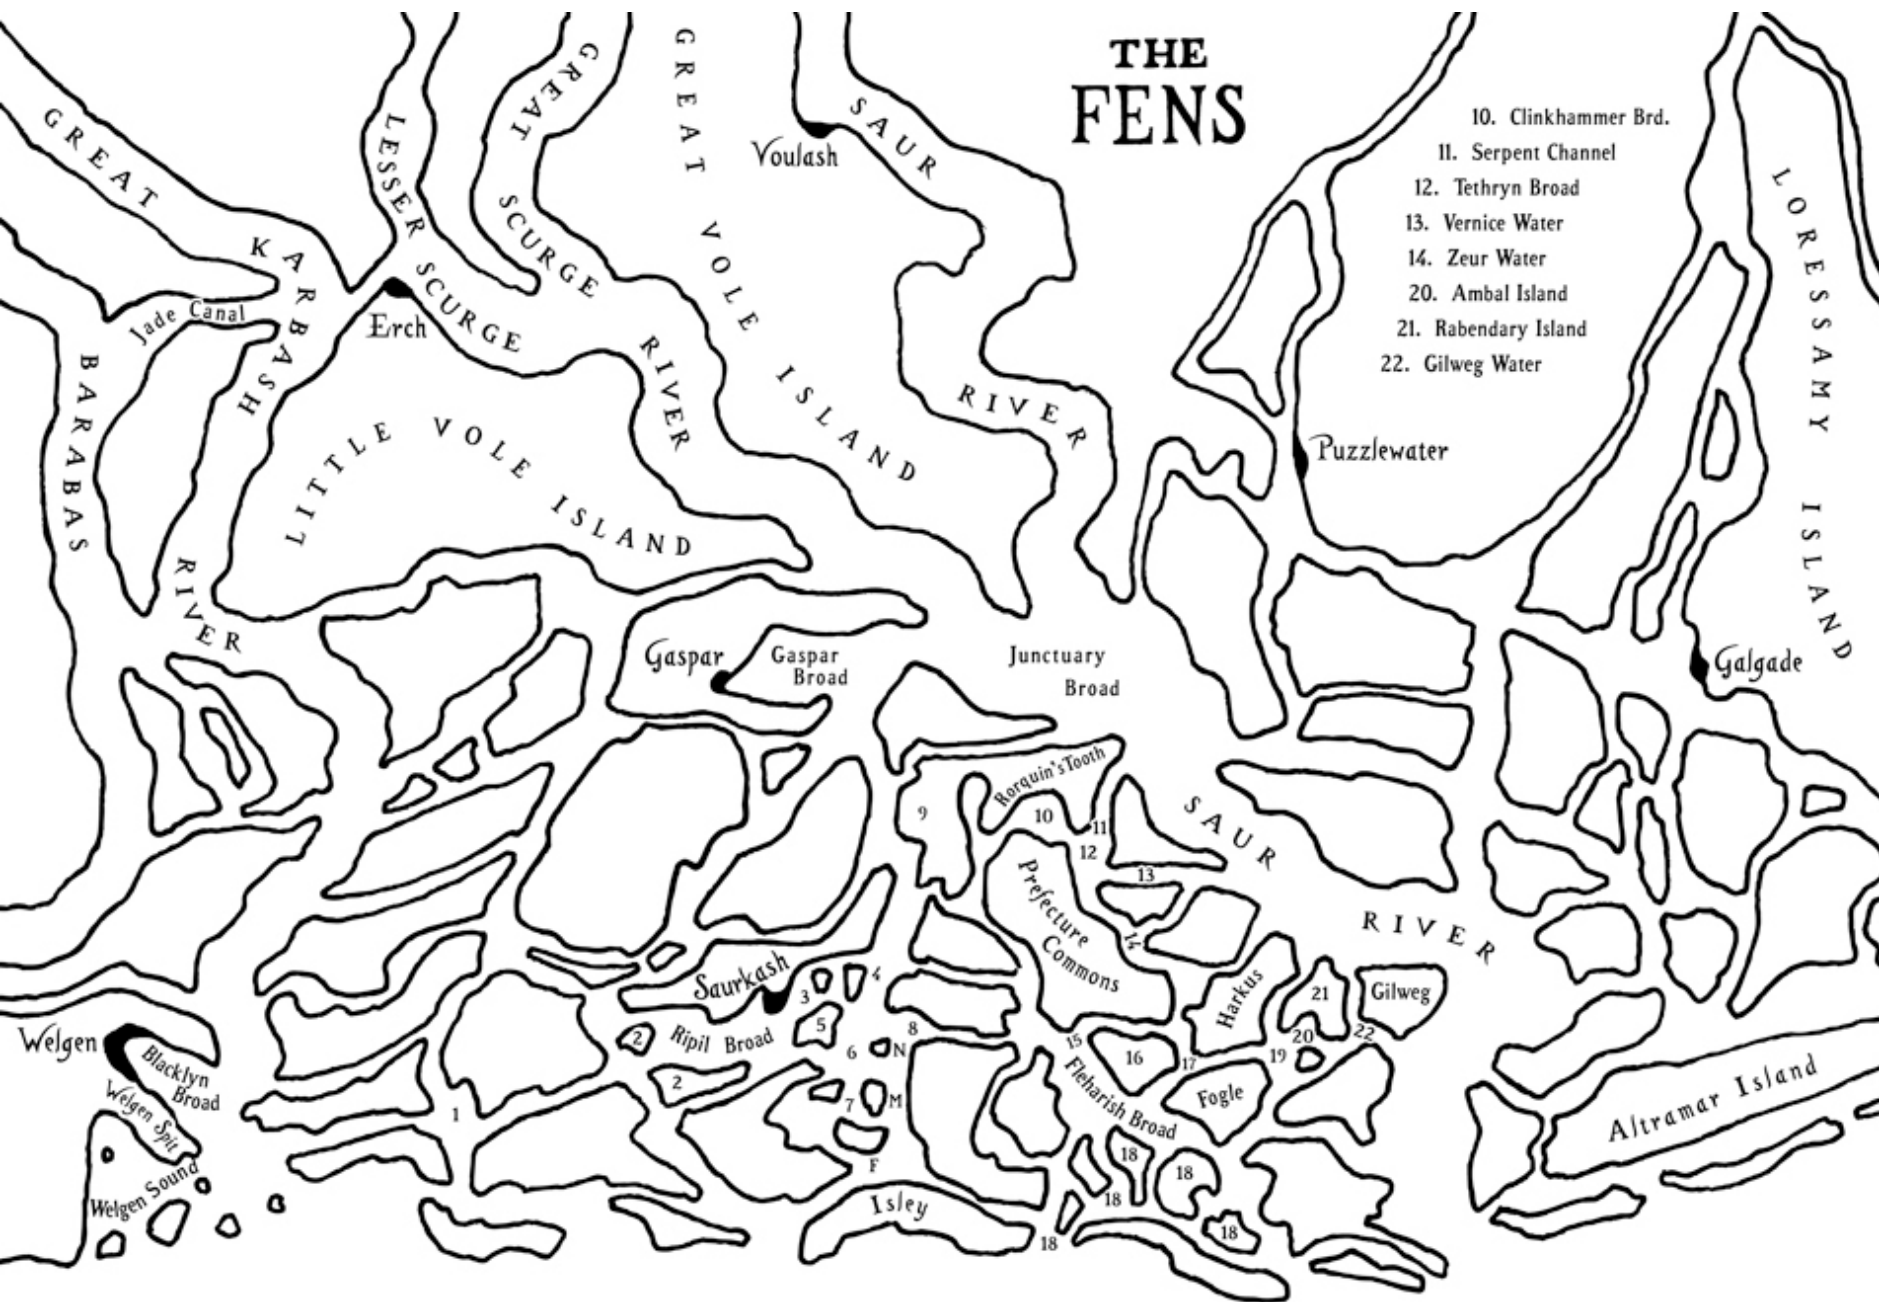 THE
FENS
10. Clinkhammer Brd.
11. Serpent Channel
12. Tethryn Broad
13. Vernice Water
14. Zeur Water
20. Ambal Island
21. Rabendary Island
22. Gilweg Water
GREAT KARBASH RIVER
LESSER SCURGE
GREAT SCURGE RIVER
GREAT VOLE ISLAND
Voulash
SAUR RIVER
LORESSAMY ISLAND
Jade Canal
Erch
BARABAS
LITTLE VOLE ISLAND
Puzzlewater
Gaspar
Gaspar
Broad
Junctuary
Broad
Galgade
Rorquin's Tooth
9
10
11
12
13
14
SAUR RIVER
Prefecture
Commons
Harkus
21
Gilweg
20
22
19
Saurkash
3
4
5
2
Ripil Broad
6
N
8
15
16
17
Fogle
Fleharish Broad
Welgen
Blacklyn
Broad
Welgen Spit
Welgen Sound
1
2
7
M
F
Isley
18
18
18
18
18
Altramar Island